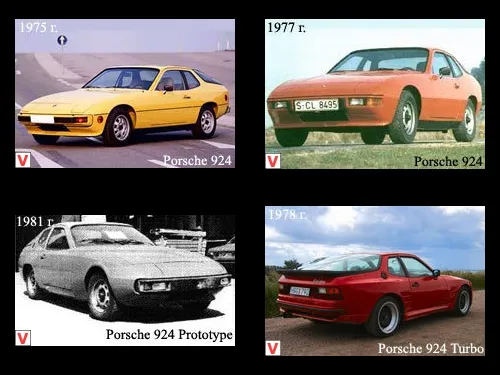 1975 г.
V
Porsche 924
1977 г.
S-CL 8495
V
Porsche 924
1981 г.
V
Porsche 924 Prototype
1978 г.
V
Porsche 924 Turbo